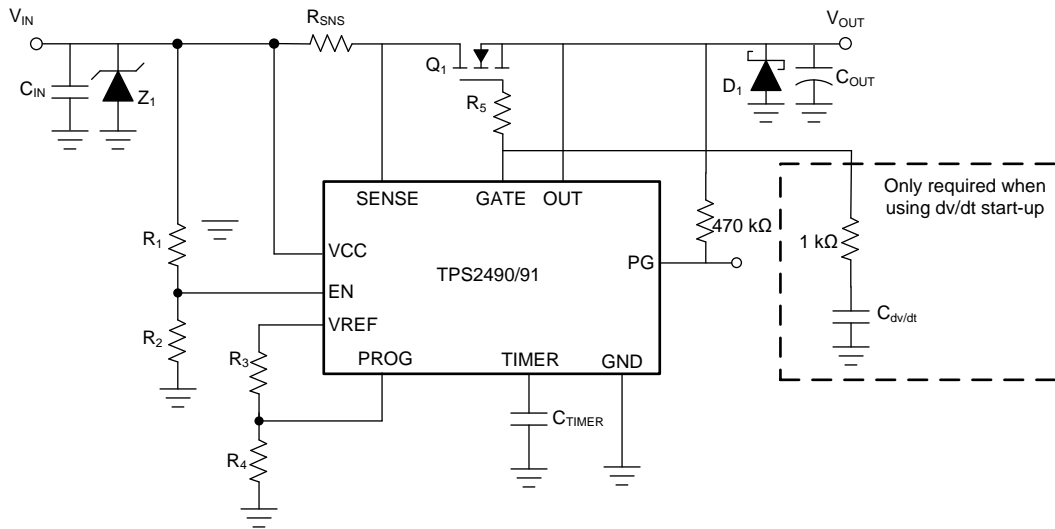 VIN
RSNS
VOUT
CIN
Z1
Q1
R5
D1
COUT
SENSE
GATE
OUT
Only required when
using dv/dt start-up
470 kΩ
1 kΩ
R1
VCC
PG
TPS2490/91
EN
Cdv/dt
R2
VREF
R3
PROG
TIMER
GND
CTIMER
R4